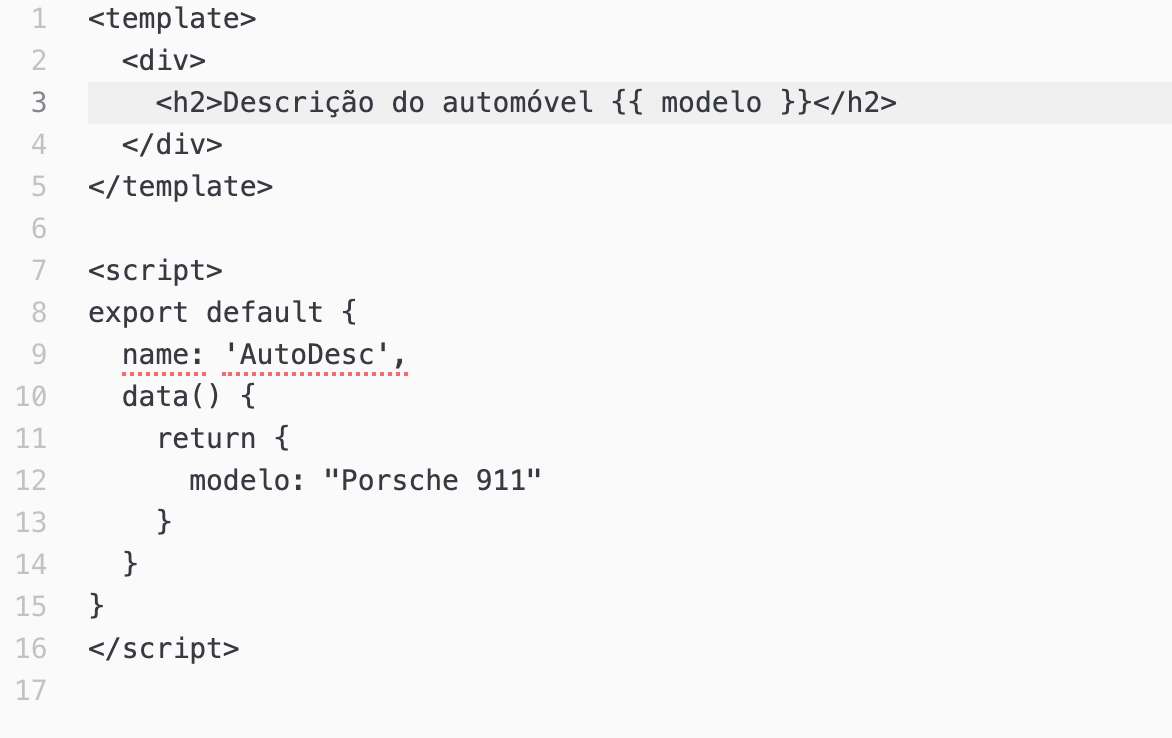 1 <template>
2   <div>
3     <h2>Descrição do automóvel {{ modelo }}</h2>
4   </div>
5 </template>
6
7 <script>
8 export default {
9   name: 'AutoDesc',
10   data() {
11     return {
12       modelo: "Porsche 911"
13     }
14   }
15 }
16 </script>
17